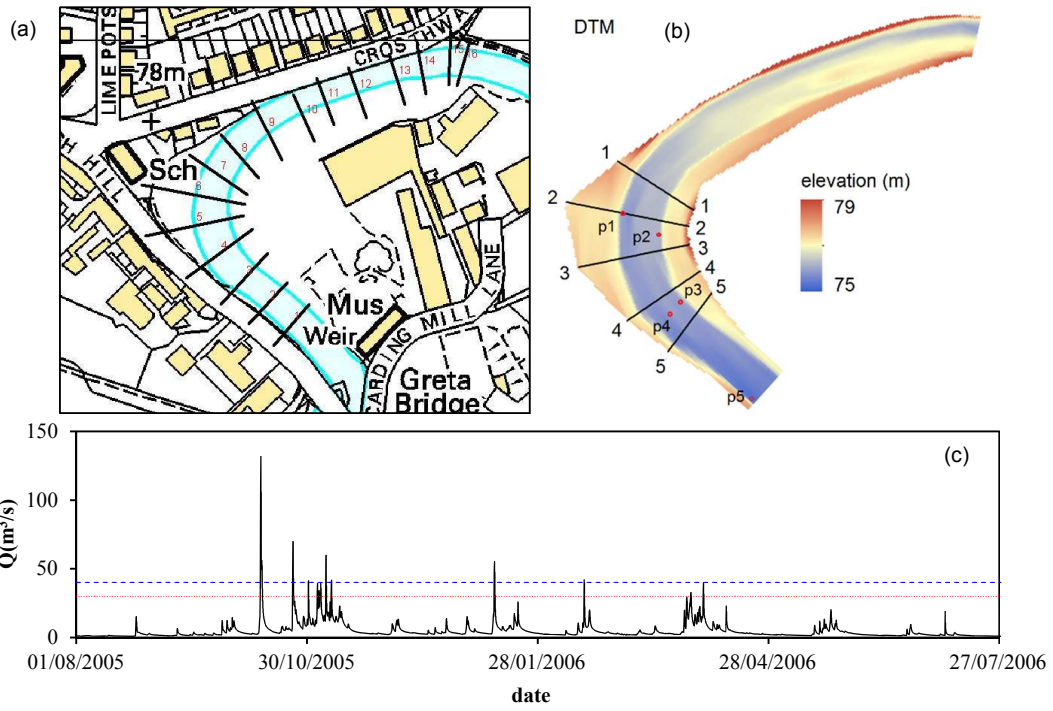 (a)
LIMEPOTS
78m
CROSTHWA
H HILL
Sch
1
2
3
4
5
6
7
8
9
10
11
12
13
14
15
16
Mus
Weir
CARDING MILL LANE
Greta
Bridge
DTM
(b)
1
2
p1
p2
1
2
3
3
4
5
p3
p4
4
5
p5
elevation (m)
79
75
(c)
Q(m³/s)
150
100
50
0
01/08/2005 30/10/2005 28/01/2006 28/04/2006 27/07/2006
date